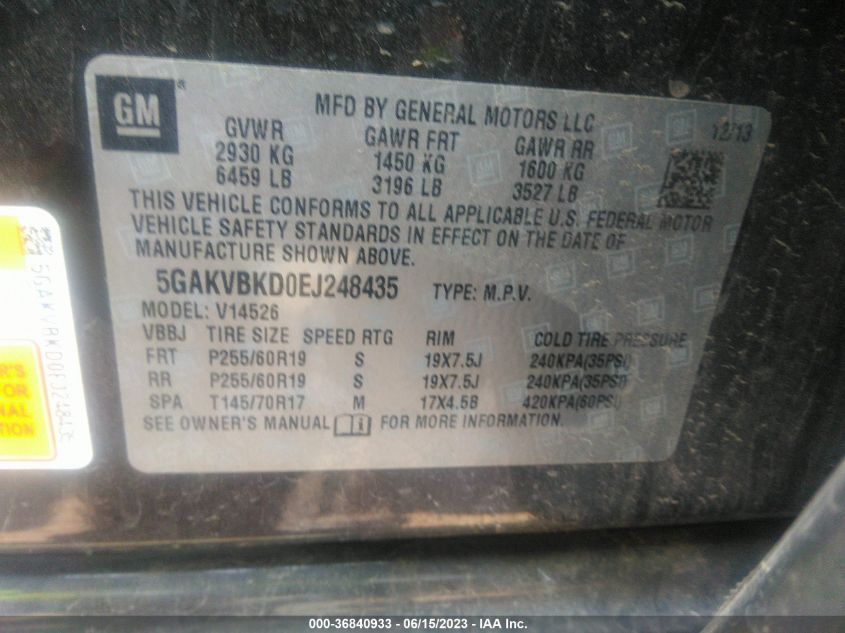 GM
MFD BY GENERAL MOTORS LLC
12/13
GVWR GAWR FRT GAWR RR
2930 KG 1450 KG 1600 KG
6459 LB 3196 LB 3527 LB
THIS VEHICLE CONFORMS TO ALL APPLICABLE U.S. FEDERAL MOTOR
VEHICLE SAFETY STANDARDS IN EFFECT ON THE DATE OF
MANUFACTURE SHOWN ABOVE.
5GAKVBKD0EJ248435 TYPE: M.P.V.
MODEL: V14526
VBBJ TIRE SIZE SPEED RTG RIM COLD TIRE PRESSURE
FRT P255/60R19 S 19X7.5J 240KPA(35PSI)
RR P255/60R19 S 19X7.5J 240KPA(35PSI)
SPA T145/70R17 M 17X4.5B 420KPA(60PSI)
SEE OWNER'S MANUAL i FOR MORE INFORMATION.
5GAKVBKD0EJ248435
000-36840933 - 06/15/2023 - IAA Inc.